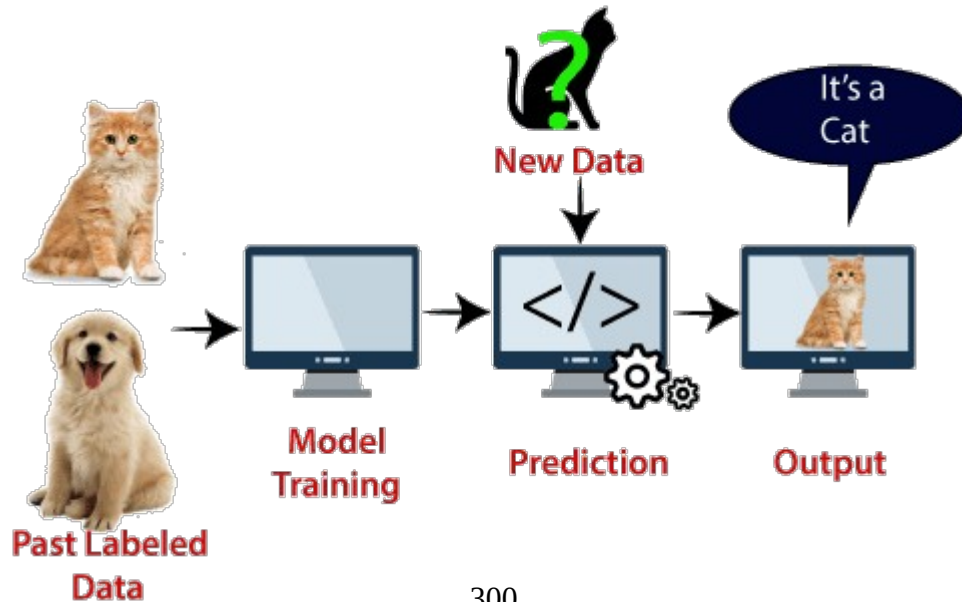 It's a
Cat
New Data
</>
Model
Training
Prediction
Output
Past Labeled
Data
300